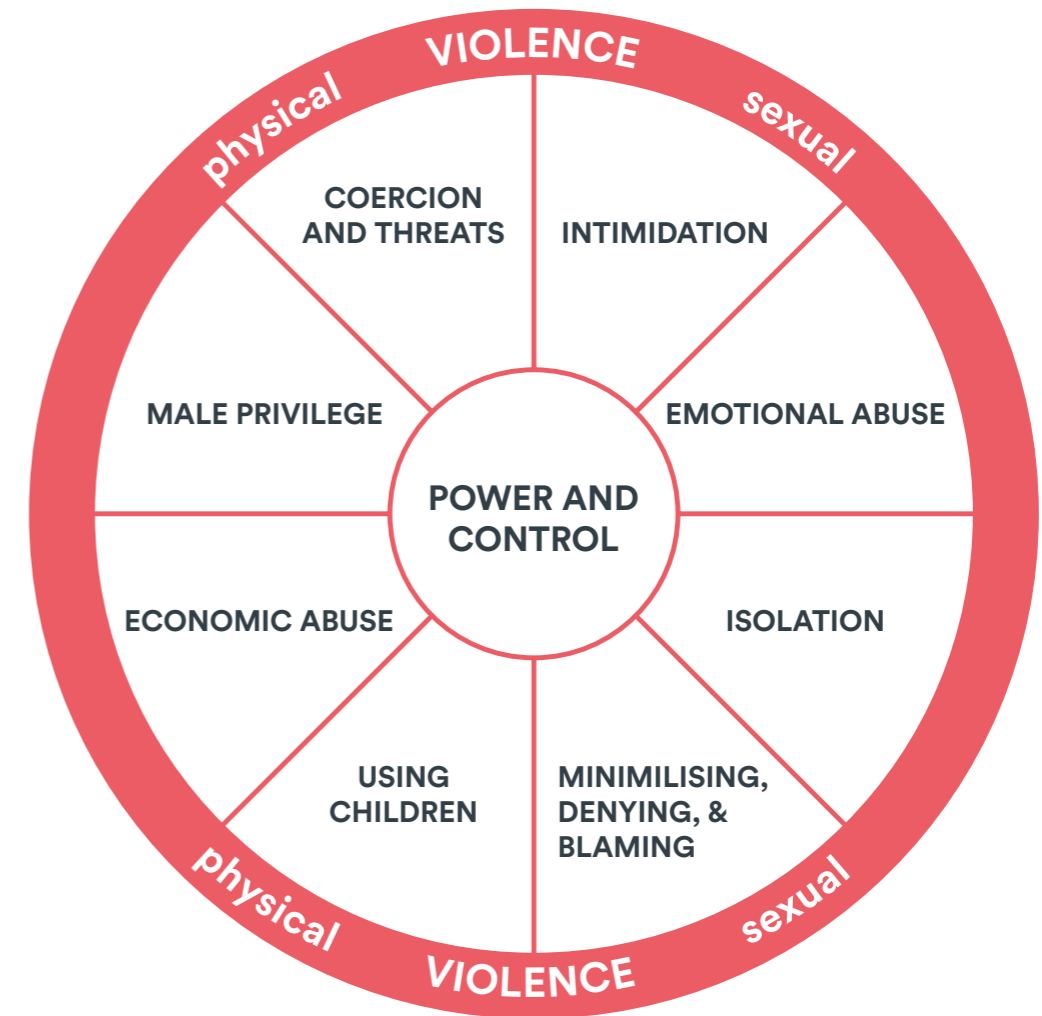 physical VIOLENCE sexual
COERCION
AND THREATS
INTIMIDATION
MALE PRIVILEGE
EMOTIONAL ABUSE
POWER AND
CONTROL
ECONOMIC ABUSE
ISOLATION
USING
CHILDREN
MINIMILISING,
DENYING, &
BLAMING
physical VIOLENCE sexual